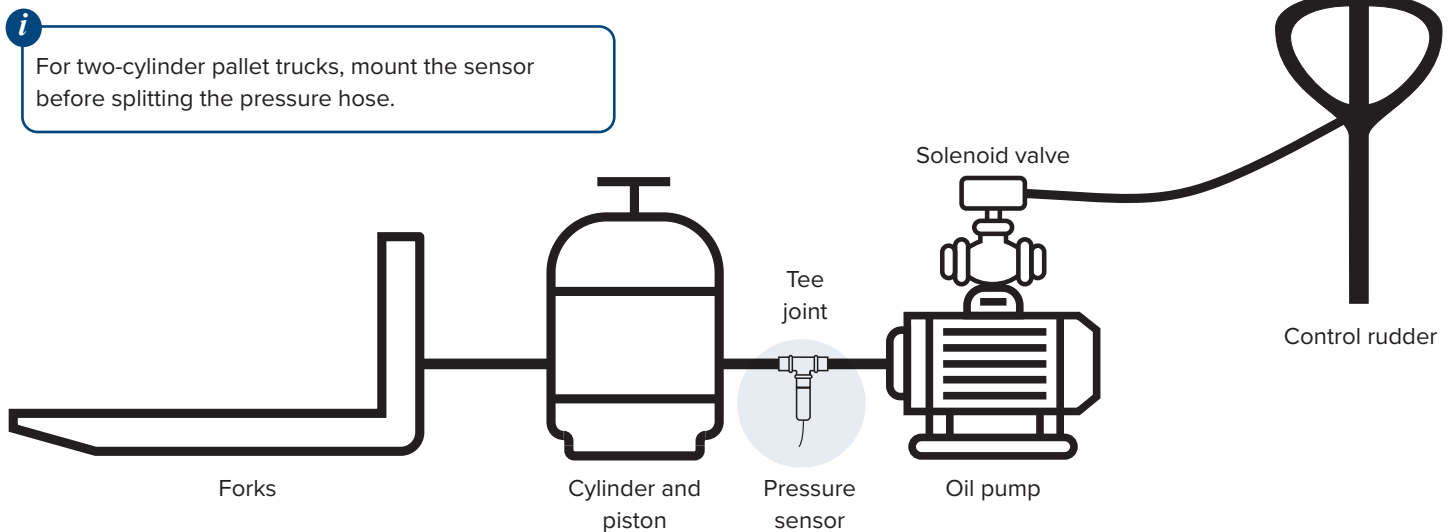 i
For two-cylinder pallet trucks, mount the sensor
before splitting the pressure hose.
Solenoid valve
Tee
joint
Control rudder
Forks
Cylinder and
piston
Pressure
sensor
Oil pump